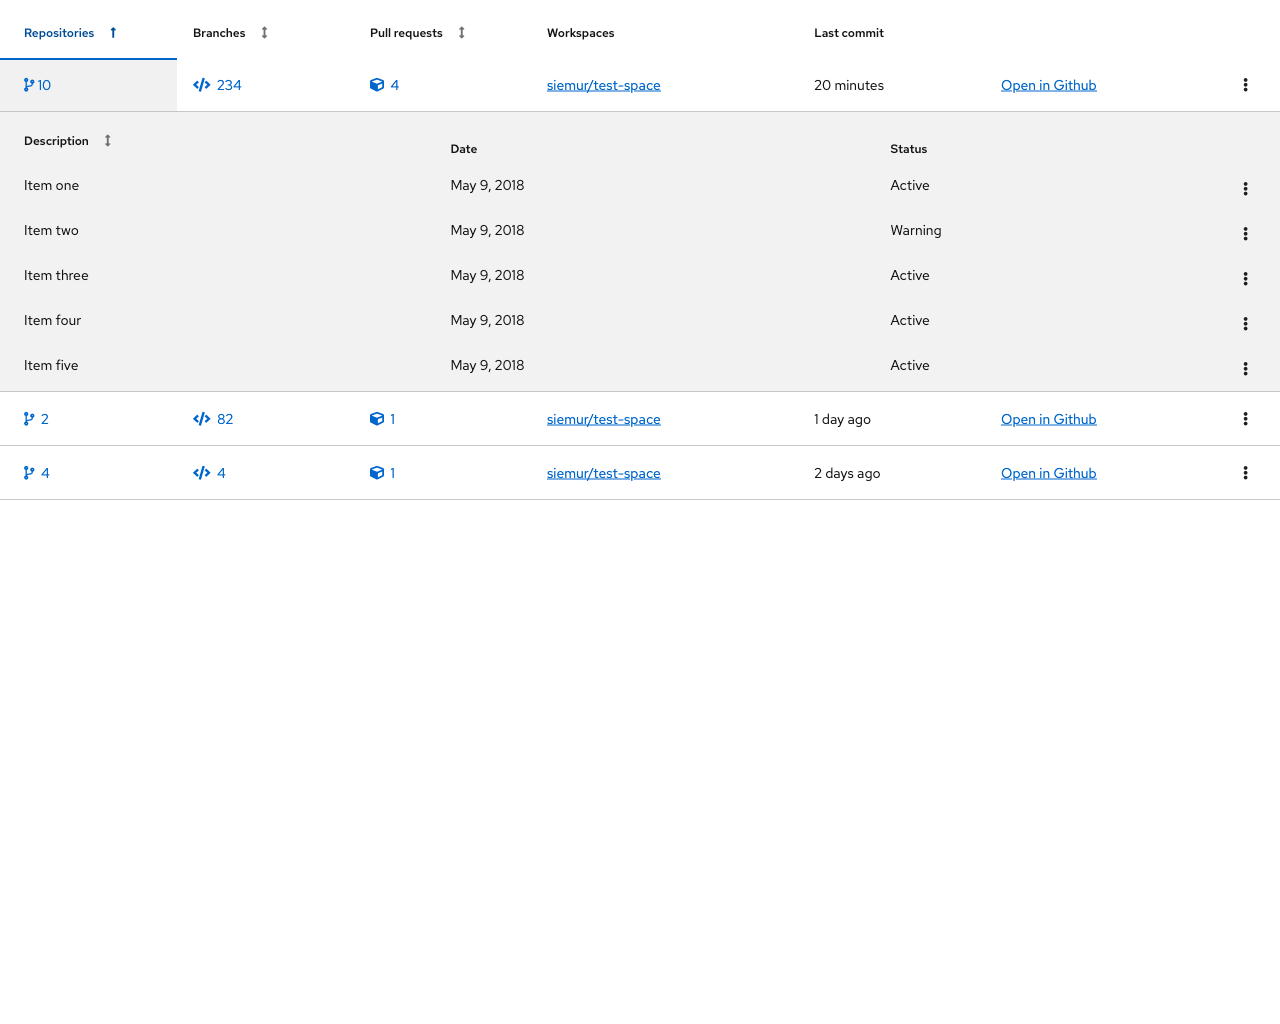 Repositories Branches Pull requests Workspaces Last commit
10 234 4 siemur/test-space 20 minutes Open in Github
Description Date Status
Item one May 9, 2018 Active
Item two May 9, 2018 Warning
Item three May 9, 2018 Active
Item four May 9, 2018 Active
Item five May 9, 2018 Active
2 82 1 siemur/test-space 1 day ago Open in Github
4 4 1 siemur/test-space 2 days ago Open in Github